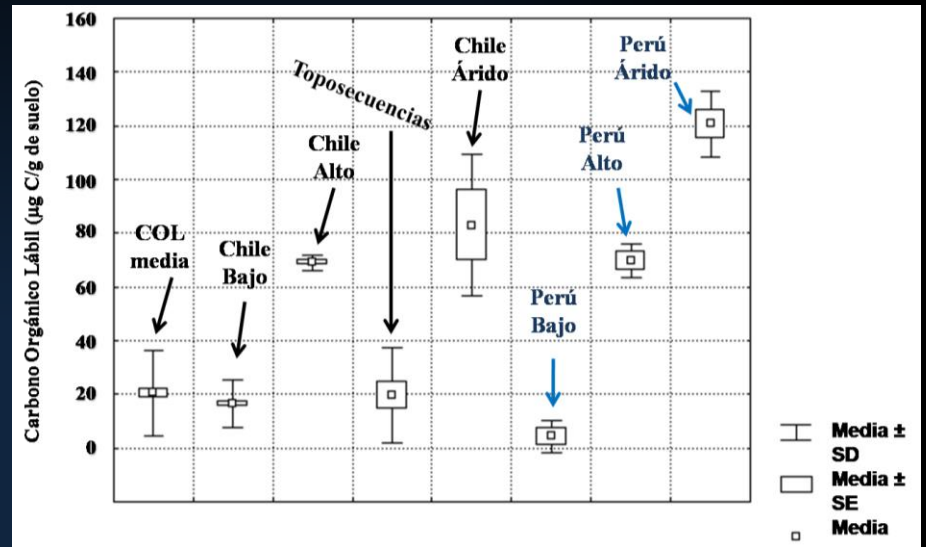 Carbono Orgánico Lábil (µg C/g de suelo)
160
140
120
100
80
60
40
20
0
COL
media
Chile
Bajo
Chile
Alto
Toposecuencias
Chile
Árido
Perú
Bajo
Perú
Alto
Perú
Árido
Media ±
SD
Media ±
SE
Media